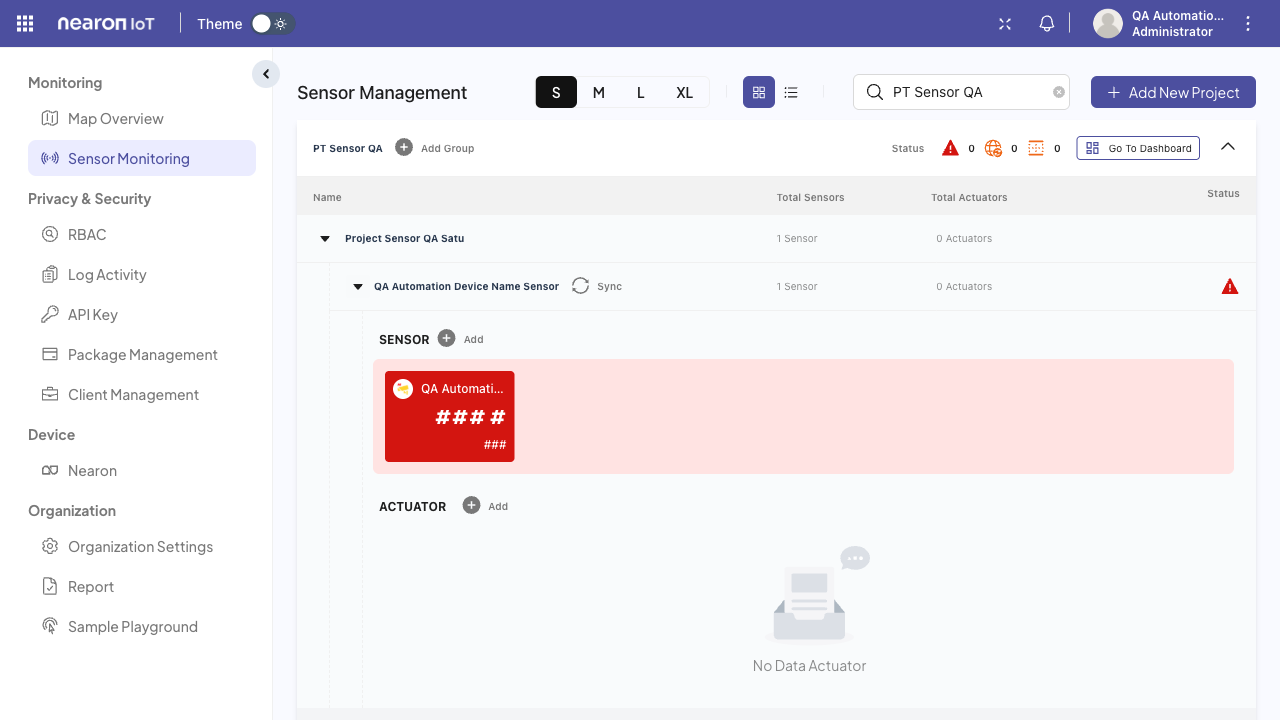 nearon IoT
Theme
QA Automatio...
Administrator
Monitoring
Map Overview
Sensor Monitoring
Privacy & Security
RBAC
Log Activity
API Key
Package Management
Client Management
Device
Nearon
Organization
Organization Settings
Report
Sample Playground
Sensor Management
S M L XL
PT Sensor QA
Add New Project
PT Sensor QA Add Group
Status 0 0 0 Go To Dashboard
Name Total Sensors Total Actuators Status
Project Sensor QA Satu 1 Sensor 0 Actuators
QA Automation Device Name Sensor Sync 1 Sensor 0 Actuators
SENSOR Add
QA Automati...
####
###
ACTUATOR Add
No Data Actuator